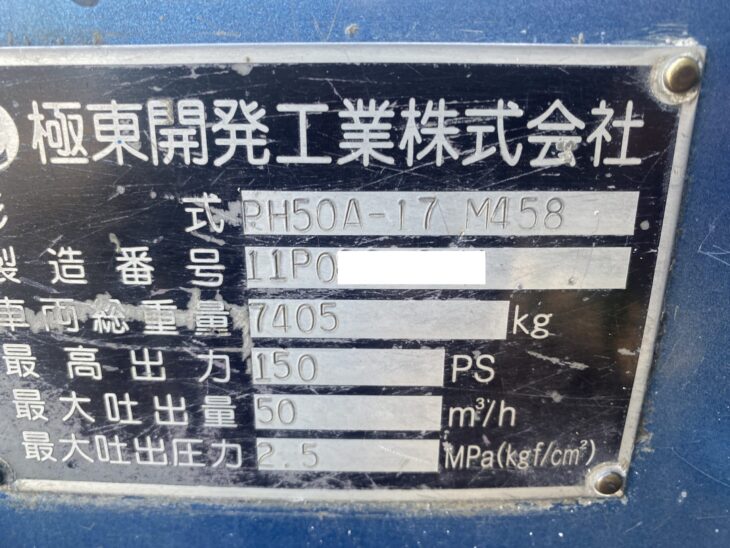 極東開発工業株式会社
形 式 PH50A-17 M458
製造番号 11P0
車両総重量 7405 kg
最高出力 150 PS
最大吐出量 50 m³/h
最大吐出圧力 2.5 MPa(kgf/cm²)